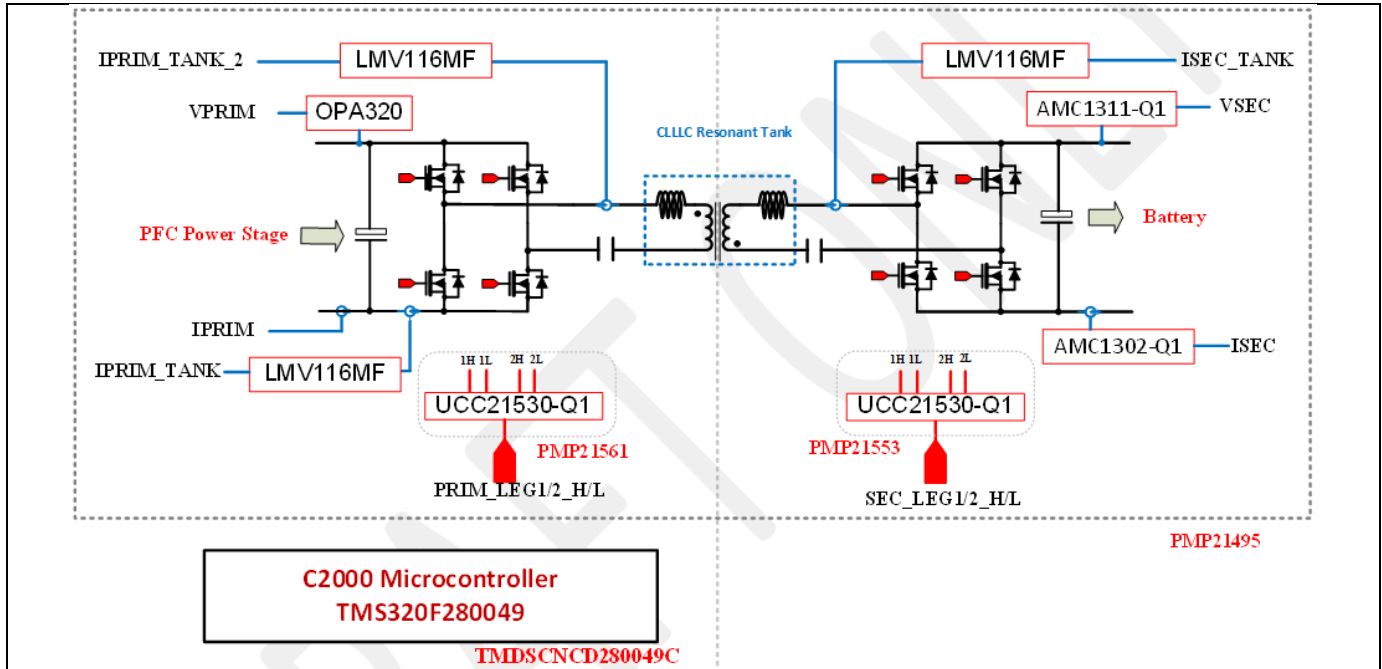 IPRIM_TANK_2
LMV116MF
LMV116MF
ISEC_TANK
VPRIM
OPA320
AMC1311-Q1
VSEC
CLLLC Resonant Tank
PFC Power Stage
Battery
IPRIM
IPRIM_TANK
LMV116MF
AMC1302-Q1
ISEC
1H 1L 2H 2L
1H 1L 2H 2L
UCC21530-Q1
UCC21530-Q1
PMP21561
PMP21553
PRIM_LEG1/2_H/L
SEC_LEG1/2_H/L
PMP21495
C2000 Microcontroller
TMS320F280049
TMDSCNCD280049C